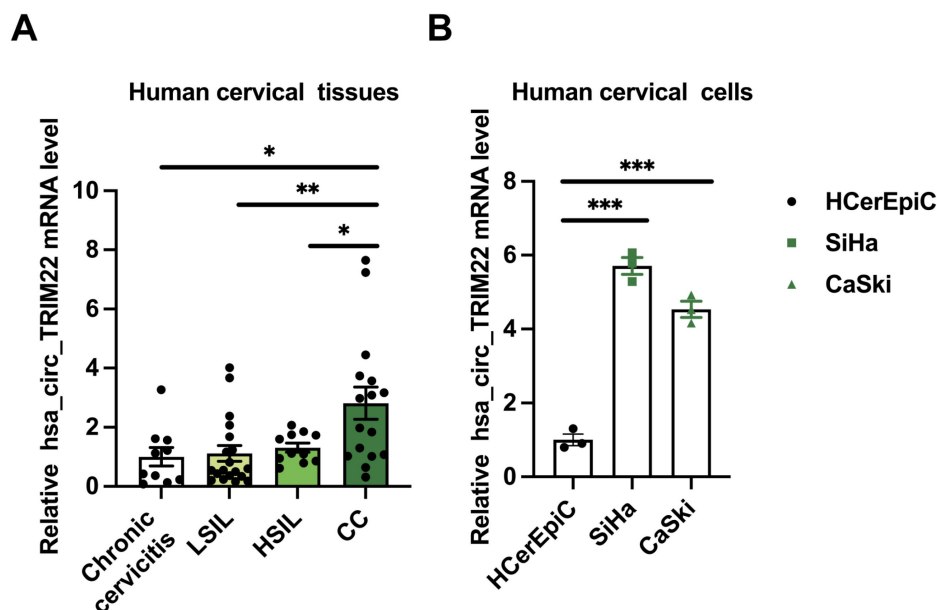 A
Human cervical tissues
Relative hsa_circ_TRIM22 mRNA level
*
**
*
10
8
6
4
2
0
Chronic
cervicitis
LSIL
HSIL
CC
B
Human cervical cells
Relative hsa_circ_TRIM22 mRNA level
***
***
8
6
4
2
0
HCerEpiC
SiHa
CaSki
HCerEpiC
SiHa
CaSki